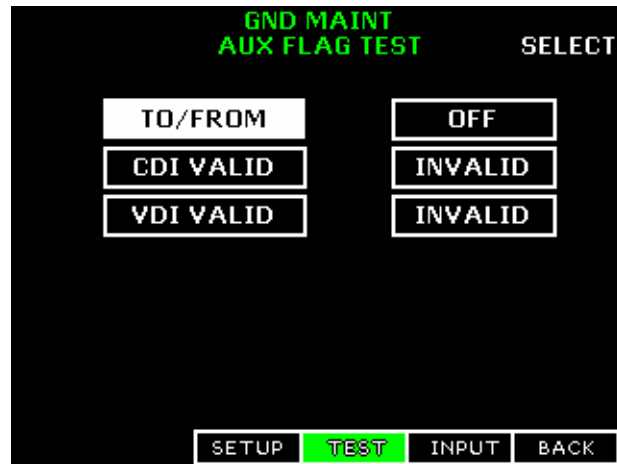 GND MAINT
AUX FLAG TEST SELECT
TO/FROM OFF
CDI VALID INVALID
VDI VALID INVALID
SETUP TEST INPUT BACK